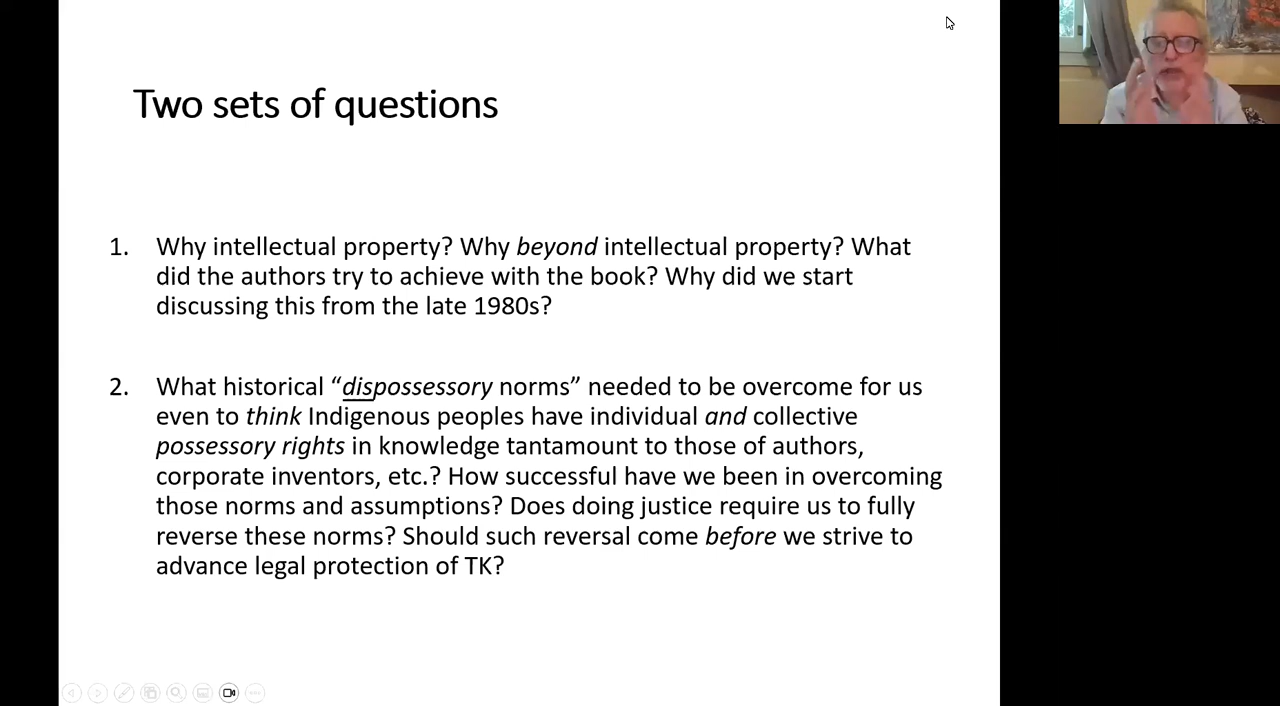 Two sets of questions
1. Why intellectual property? Why beyond intellectual property? What
did the authors try to achieve with the book? Why did we start
discussing this from the late 1980s?
2. What historical “dispossessory norms” needed to be overcome for us
even to think Indigenous peoples have individual and collective
possessory rights in knowledge tantamount to those of authors,
corporate inventors, etc.? How successful have we been in overcoming
those norms and assumptions? Does doing justice require us to fully
reverse these norms? Should such reversal come before we strive to
advance legal protection of TK?